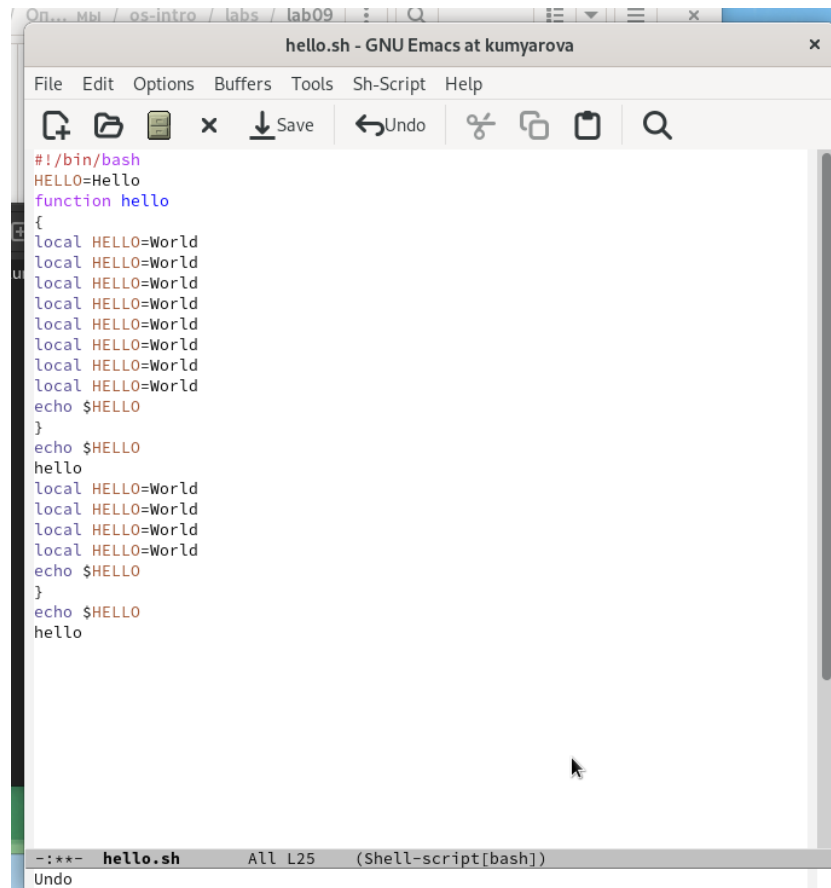 Оп... мы / os-intro / labs / lab09
hello.sh - GNU Emacs at kumyarova
File Edit Options Buffers Tools Sh-Script Help
Save Undo
#!/bin/bash
HELLO=Hello
function hello
{
local HELLO=World
local HELLO=World
local HELLO=World
local HELLO=World
local HELLO=World
local HELLO=World
local HELLO=World
local HELLO=World
echo $HELLO
}
echo $HELLO
hello
local HELLO=World
local HELLO=World
local HELLO=World
local HELLO=World
echo $HELLO
}
echo $HELLO
hello
-:**- hello.sh All L25 (Shell-script[bash])
Undo